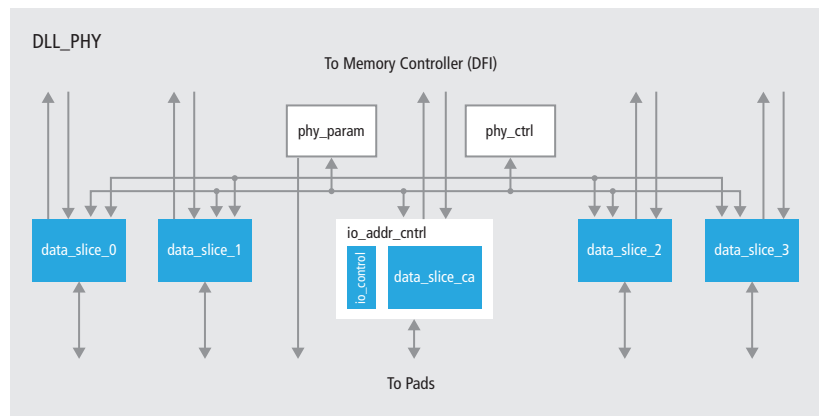 DLL_PHY
To Memory Controller (DFI)
phy_param
phy_ctrl
data_slice_0
data_slice_1
io_addr_cntrl
io_control
data_slice_ca
data_slice_2
data_slice_3
To Pads